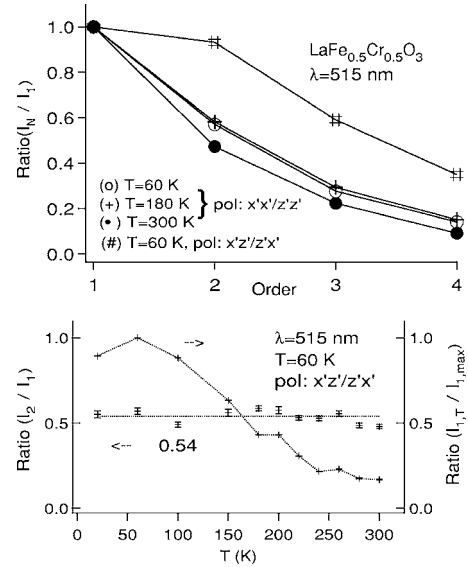 Ratio(I_N / I_1)
1.0
0.8
0.6
0.4
0.2
0.0
LaFe_0.5Cr_0.5O_3
λ=515 nm
(o) T=60 K
(+) T=180 K } pol: x'x'/z'z'
(•) T=300 K
(#) T=60 K, pol: x'z'/z'x'
1 2 3 4
Order
Ratio (I_2 / I_1)
1.0
0.5
0.0
-->
λ=515 nm
T=60 K
pol: x'z'/z'x'
<-- 0.54
1.0
0.5
0.0
Ratio (I_1,T / I_1,max)
0 50 100 150 200 250 300
T (K)